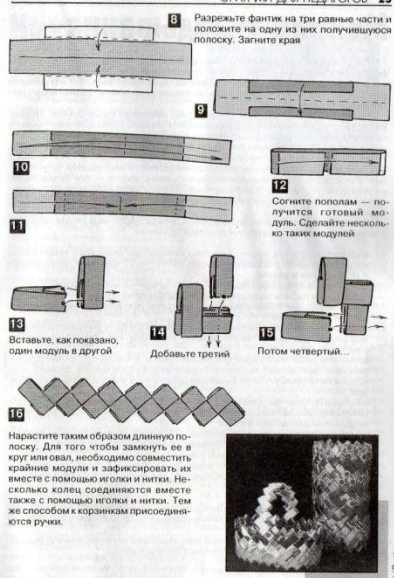 ОРИГАМИ ДЛЯ ПЕДАГОГОВ 25
8
Разрежьте фантик на три равные части и
положите на одну из них получившуюся
полоску. Загните края
9
10
11
12
Согните пополам — по-
лучится готовый мо-
дуль. Сделайте несколь-
ко таких модулей
13
Вставьте, как показано,
один модуль в другой
14
Добавьте третий
15
Потом четвертый...
16
Нарастите таким образом длинную по-
лоску. Для того чтобы замкнуть ее в
круг или овал, необходимо совместить
крайние модули и зафиксировать их
вместе с помощью иголки и нитки. Не-
сколько колец соединяются вместе
также с помощью иголки и нитки. Тем
же способом к корзинкам присоединя-
ются ручки.